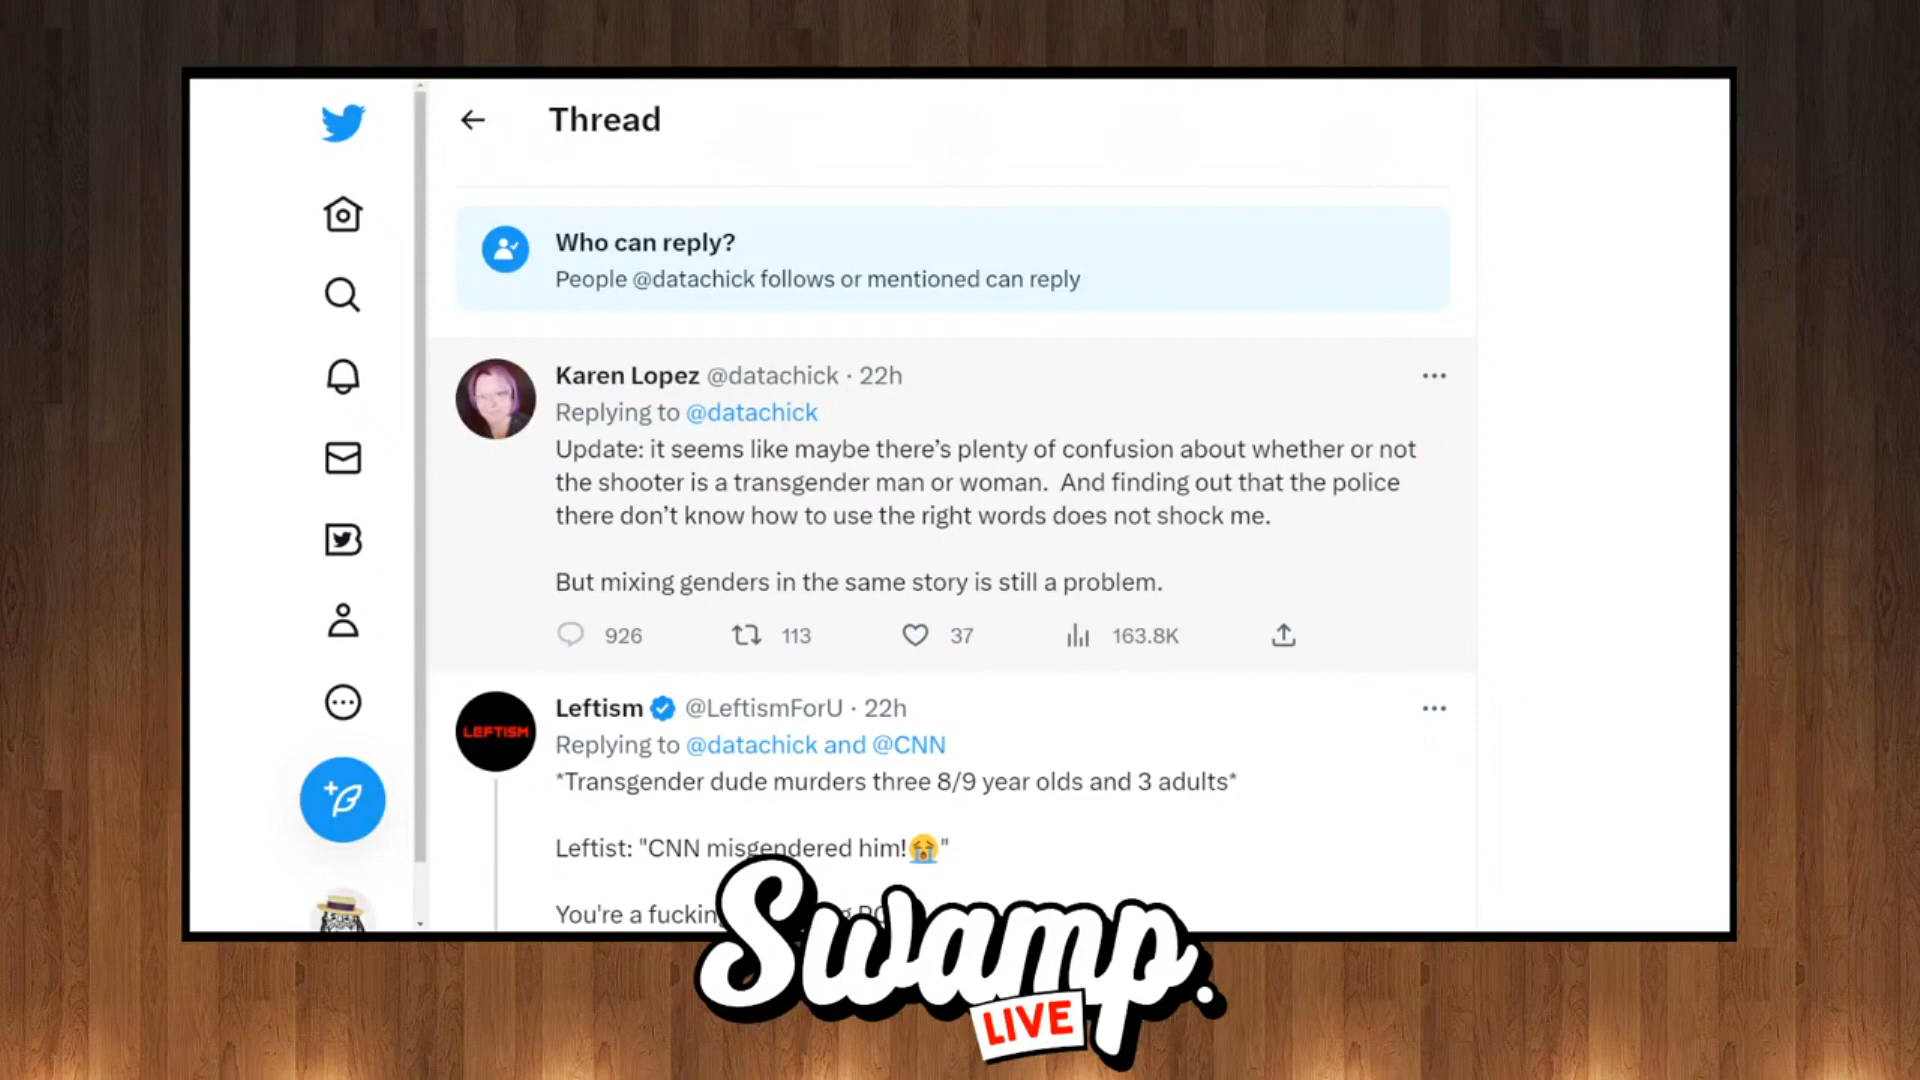 Thread
Who can reply?
People @datachick follows or mentioned can reply
Karen Lopez @datachick · 22h
Replying to @datachick
Update: it seems like maybe there’s plenty of confusion about whether or not
the shooter is a transgender man or woman.  And finding out that the police
there don’t know how to use the right words does not shock me.
But mixing genders in the same story is still a problem.
926 113 37 163.8K
LEFTISM
Leftism @LeftismForU · 22h
Replying to @datachick and @CNN
*Transgender dude murders three 8/9 year olds and 3 adults*
Leftist: "CNN misgendered him!😭"
You're a
Swamp.
LIVE